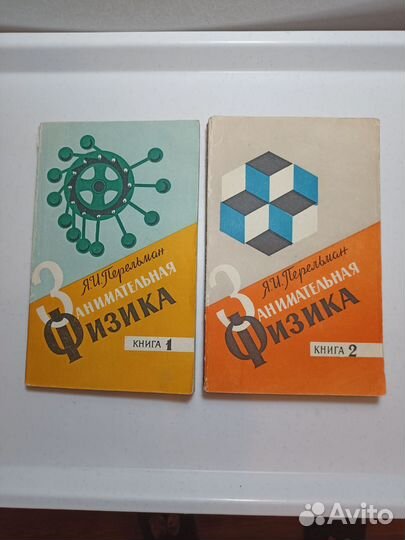 Я.И.Перельман
Занимательная
Физика
КНИГА 1
Я.И.Перельман
Занимательная
Физика
КНИГА 2
Avito